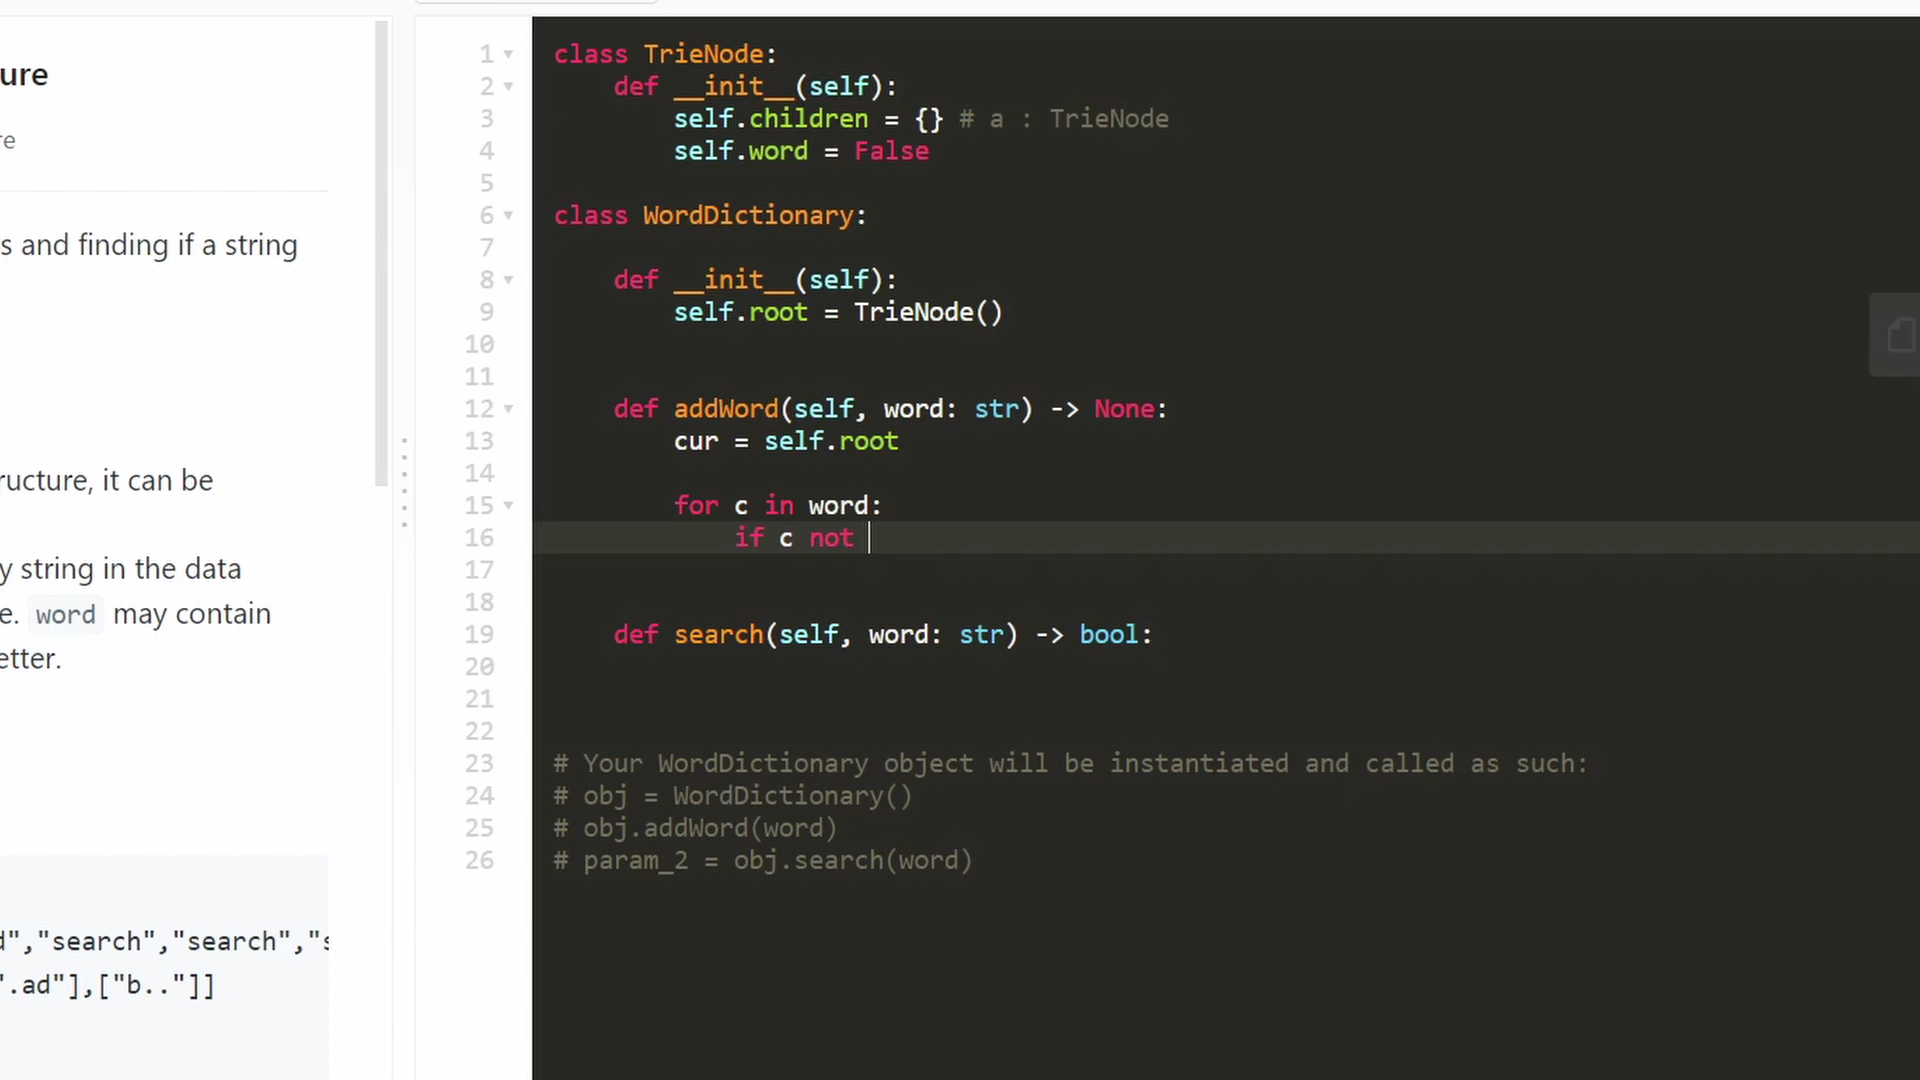 ure
re
s and finding if a string
ructure, it can be
y string in the data
e. word may contain
etter.
d","search","search","s
".ad"],["b.."]]
1 class TrieNode:
2     def __init__(self):
3         self.children = {} # a : TrieNode
4         self.word = False
5
6 class WordDictionary:
7
8     def __init__(self):
9         self.root = TrieNode()
10
11
12     def addWord(self, word: str) -> None:
13         cur = self.root
14
15         for c in word:
16             if c not
17
18
19     def search(self, word: str) -> bool:
20
21
22
23 # Your WordDictionary object will be instantiated and called as such:
24 # obj = WordDictionary()
25 # obj.addWord(word)
26 # param_2 = obj.search(word)